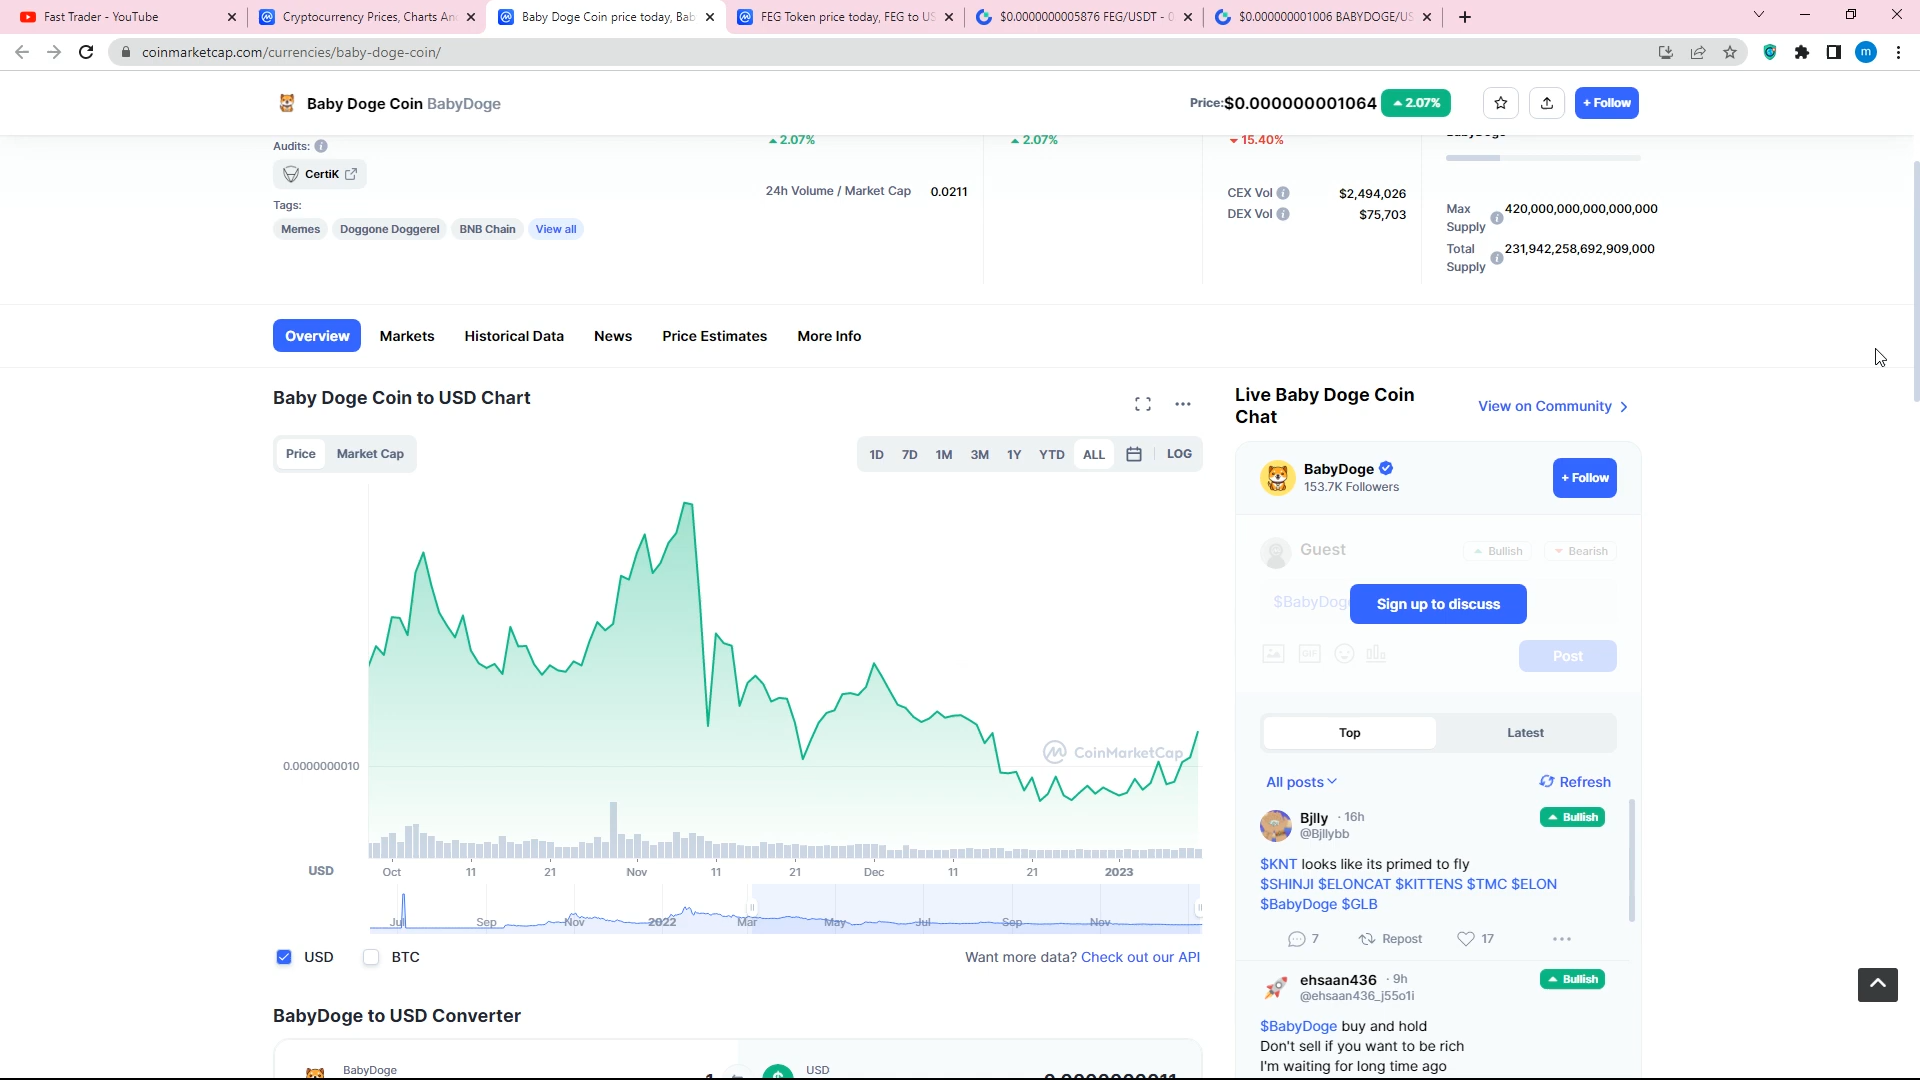 Fast Trader - YouTube
Cryptocurrency Prices, Charts An
Baby Doge Coin price today, Bab
FEG Token price today, FEG to US
$0.0000000005876 FEG/USDT - 
$0.000000001006 BABYDOGE/US
coinmarketcap.com/currencies/baby-doge-coin/
m
Baby Doge Coin BabyDoge
Price:$0.000000001064 2.07%
+ Follow
Audits:
CertiK
Tags:
Memes Doggone Doggerel BNB Chain View all
2.07%
24h Volume / Market Cap 0.0211
2.07%
15.40%
CEX Vol $2,494,026
DEX Vol $75,703
Max Supply 420,000,000,000,000,000
Total Supply 231,942,258,692,909,000
Overview Markets Historical Data News Price Estimates More Info
Baby Doge Coin to USD Chart
Price Market Cap
1D 7D 1M 3M 1Y YTD ALL LOG
0.0000000010
CoinMarketCap
USD Oct 11 21 Nov 11 21 Dec 11 21 2023
Jul Sep Nov 2022 Mar May Jul Sep Nov
USD BTC
Want more data? Check out our API
BabyDoge to USD Converter
BabyDoge
USD
Live Baby Doge Coin
Chat
View on Community
BabyDoge
153.7K Followers
+ Follow
Guest
Bullish Bearish
$BabyDog
Sign up to discuss
GIF
Post
Top Latest
All posts Refresh
Bjlly · 16h
@Bjllybb
Bullish
$KNT looks like its primed to fly
$SHINJI $ELONCAT $KITTENS $TMC $ELON
$BabyDoge $GLB
7 Repost 17
ehsaan436 · 9h
@ehsaan436_j55o1i
Bullish
$BabyDoge buy and hold
Don't sell if you want to be rich
I'm waiting for long time ago